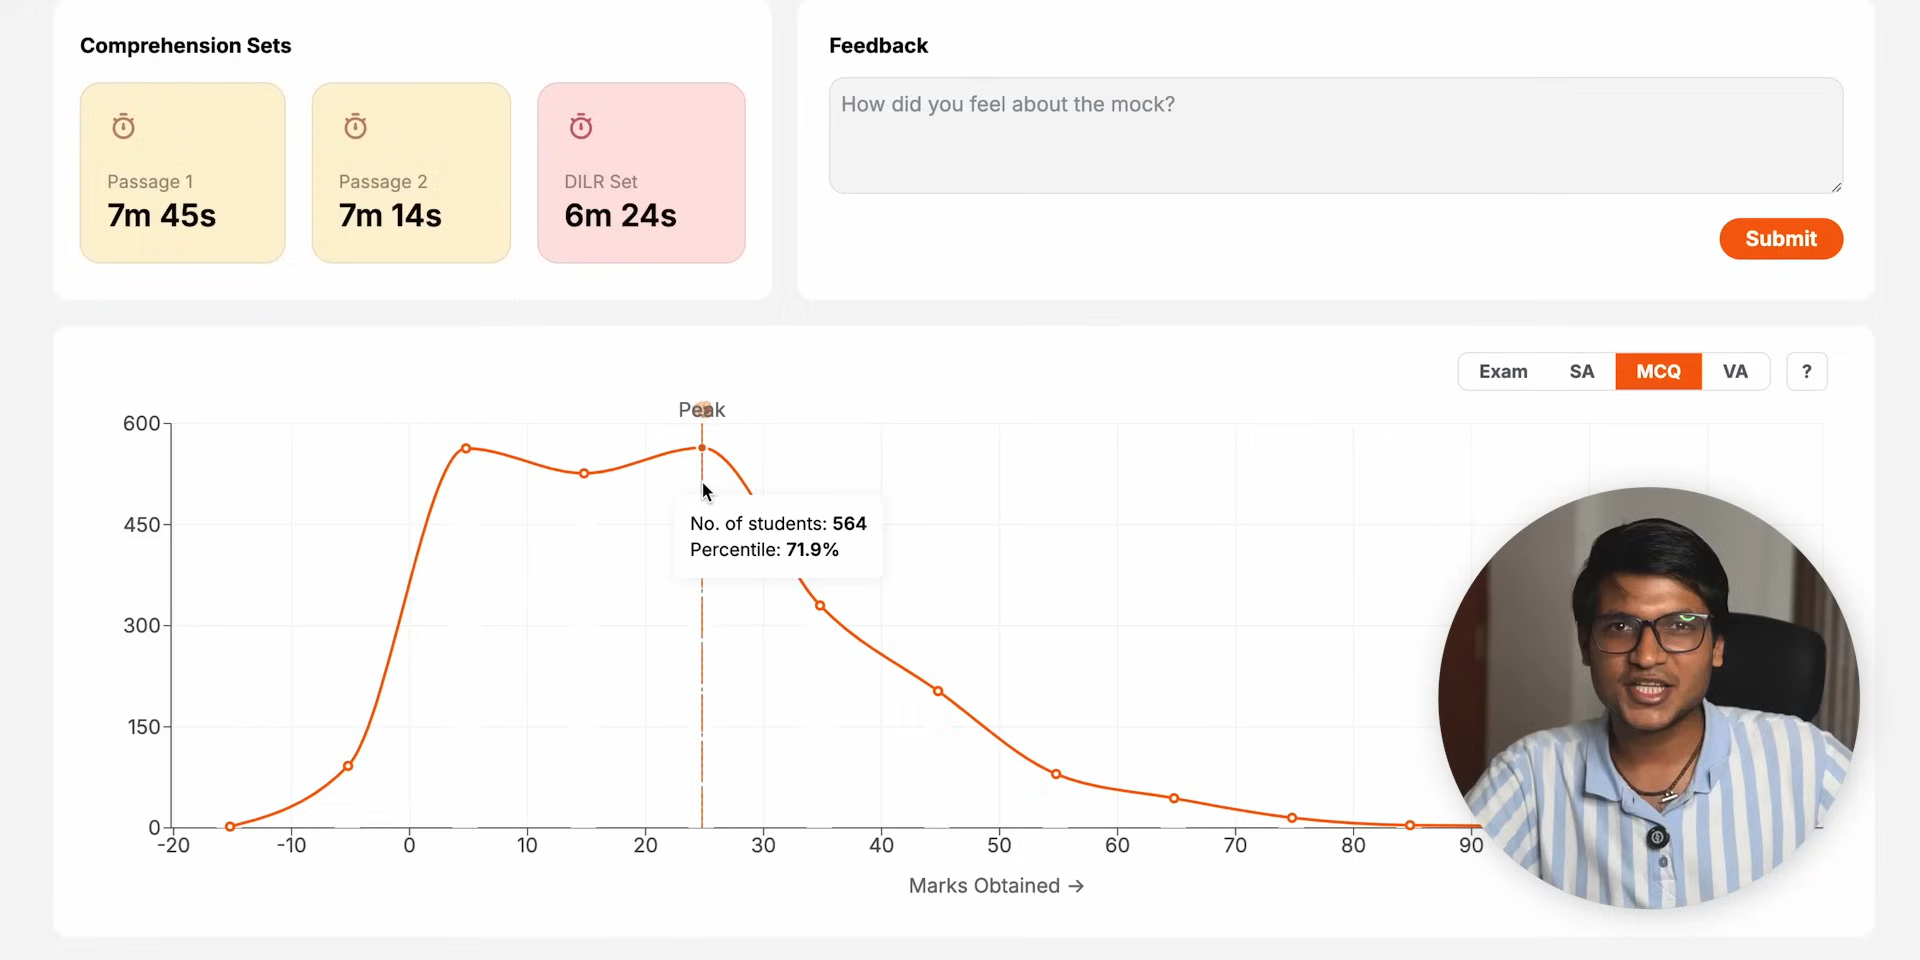 Comprehension Sets
Passage 1
7m 45s
Passage 2
7m 14s
DILR Set
6m 24s
Feedback
How did you feel about the mock?
Submit
Exam SA MCQ VA ?
Peak
600
450
300
150
0
No. of students: 564
Percentile: 71.9%
-20 -10 0 10 20 30 40 50 60 70 80 90
Marks Obtained →